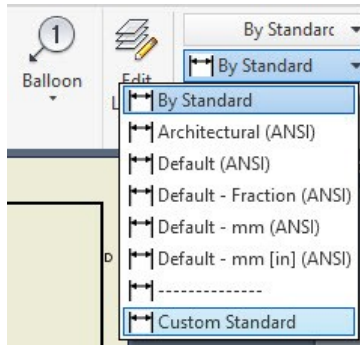 1
Balloon
Edit
L
By Standarc
By Standard
By Standard
Architectural (ANSI)
Default (ANSI)
Default - Fraction (ANSI)
Default - mm (ANSI)
Default - mm [in] (ANSI)
--------------
Custom Standard
D